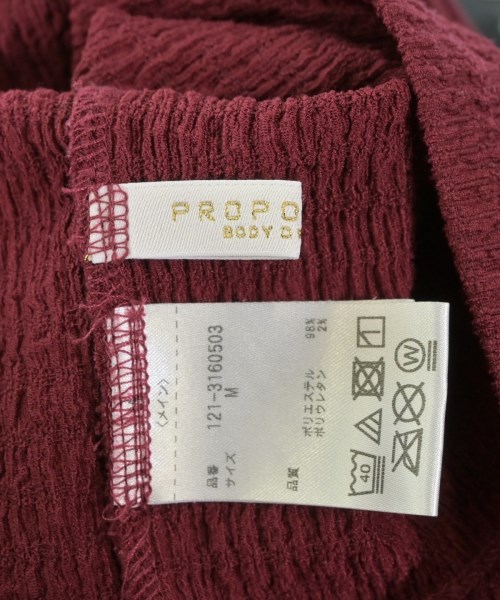 PROPO
BODY D
〈メイン〉
品番 121-3160503
サイズ M
品質 ポリエステル 98%
ポリウレタン 2%
40
W